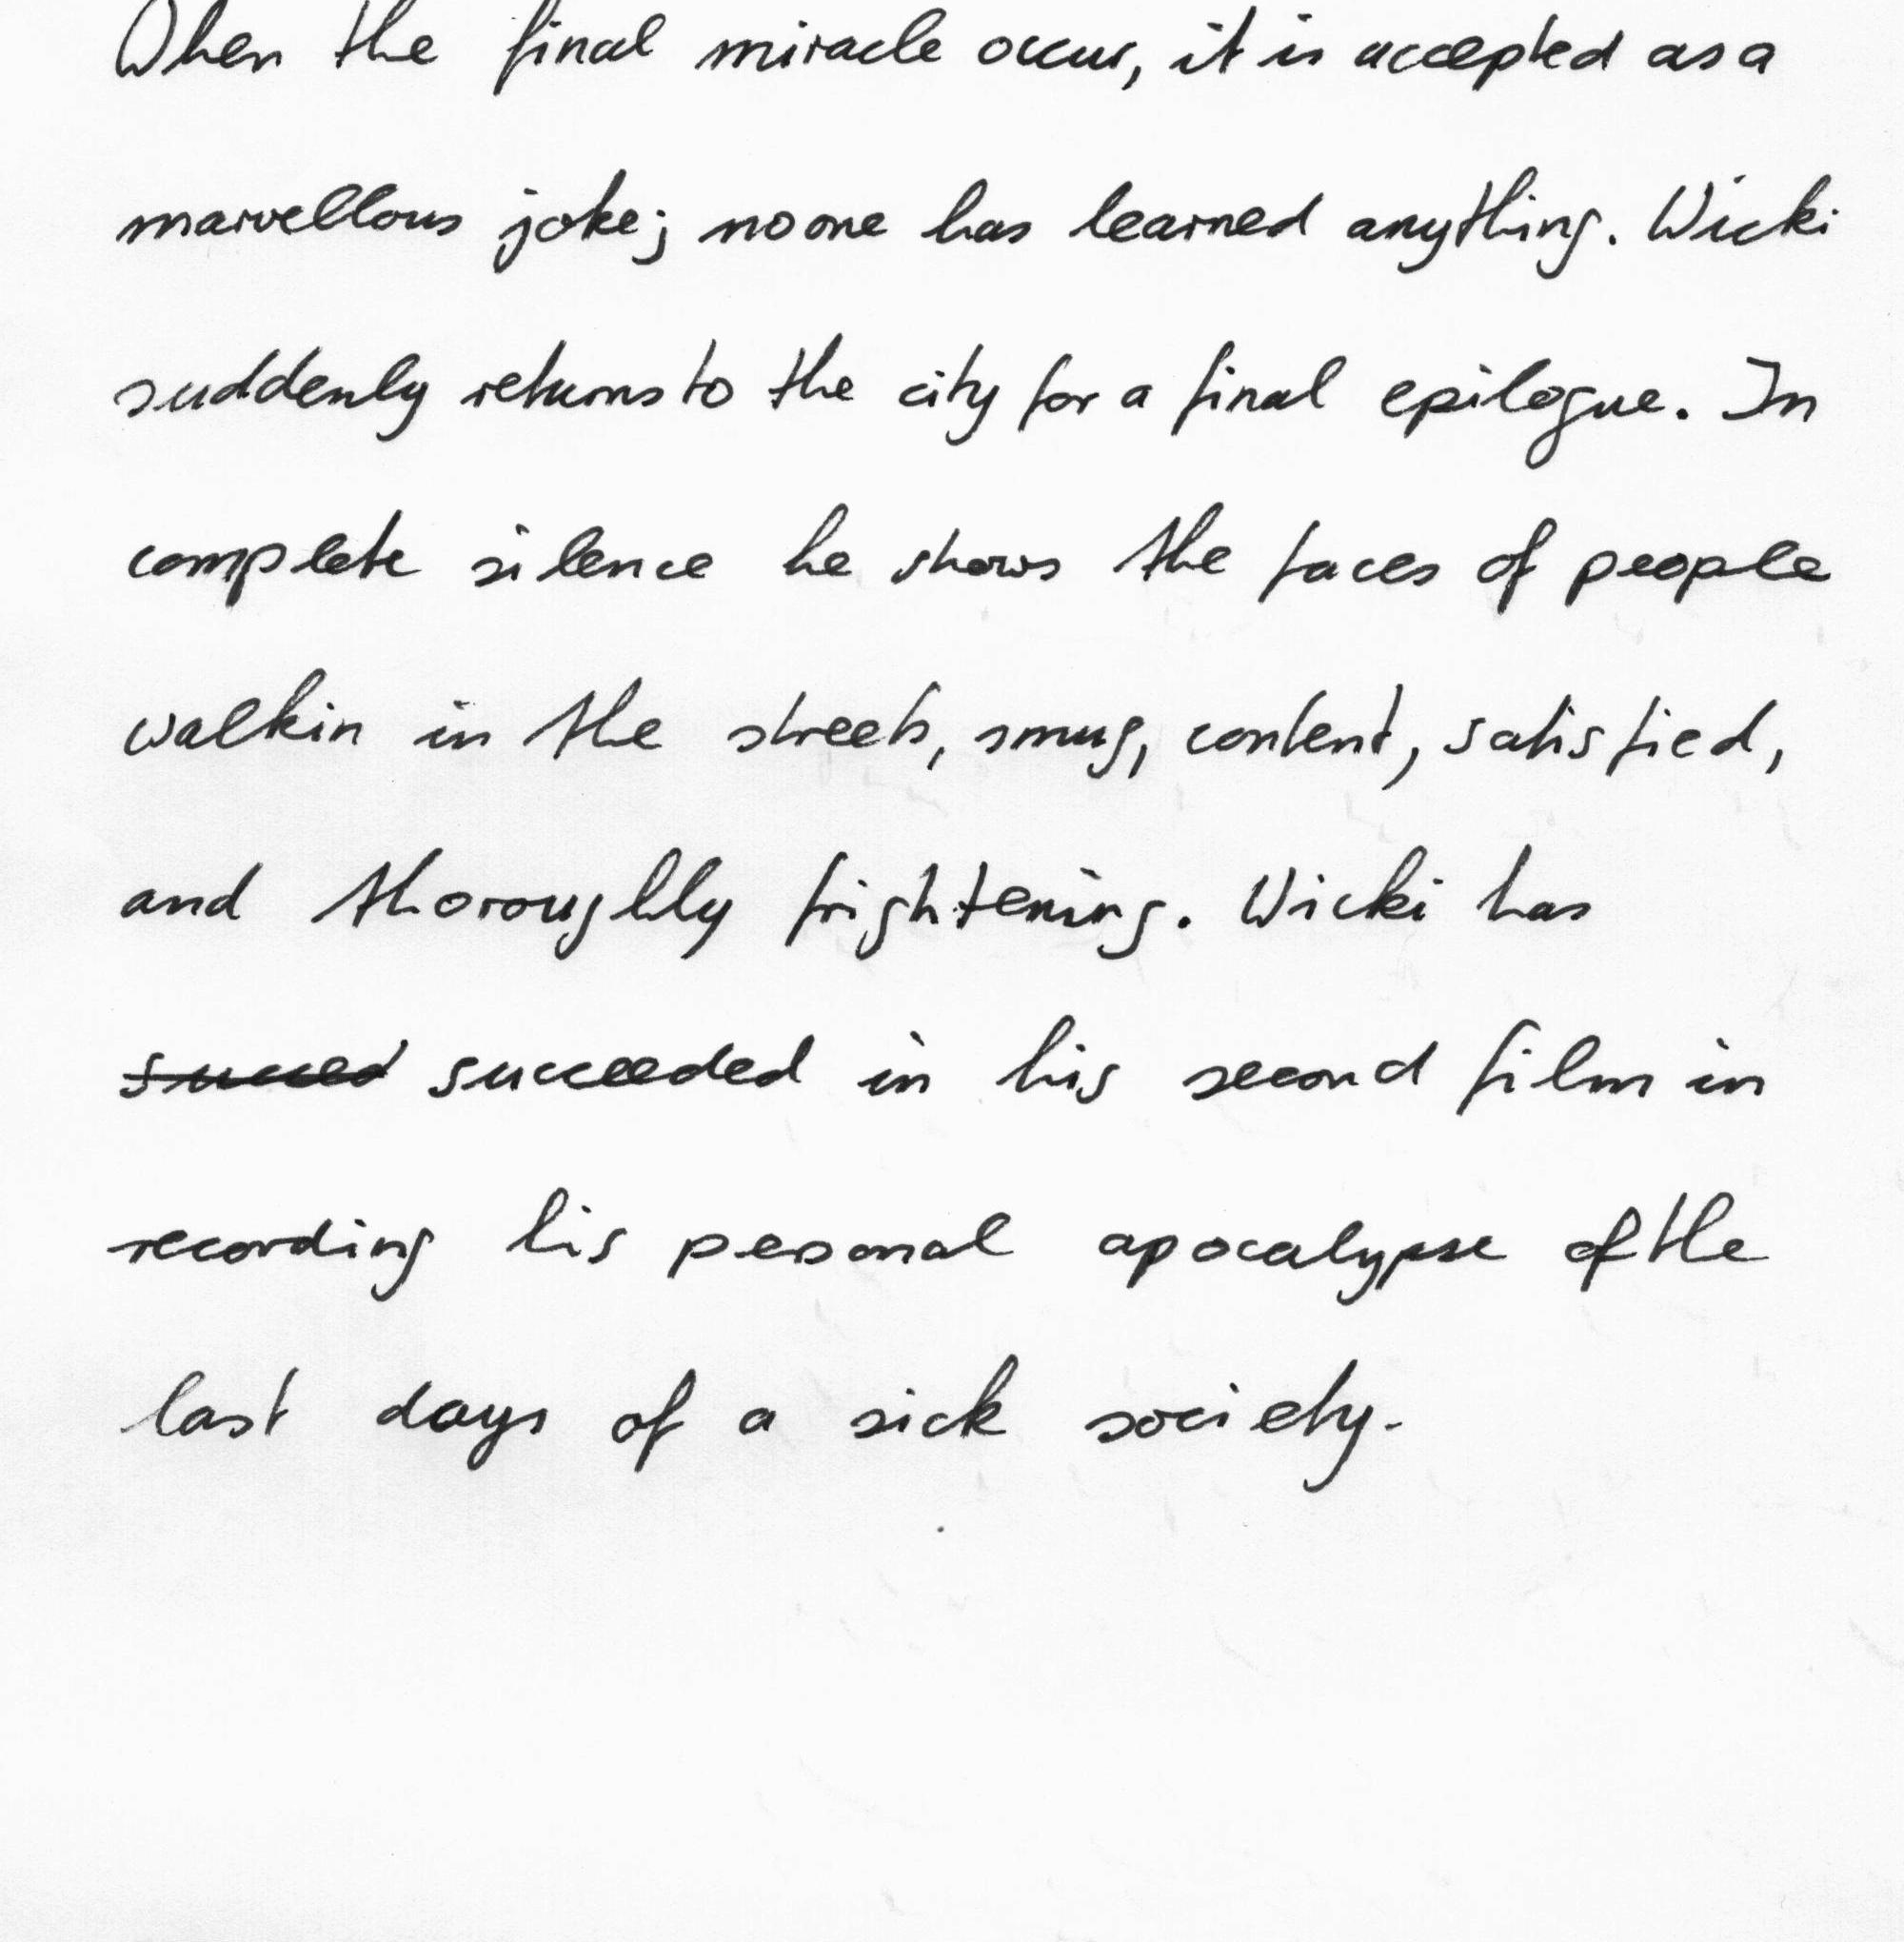 When the final miracle occurs, it is accepted as a
marvellous joke; no one has learned anything. Wicki
suddenly returns to the city for a final epilogue. In
complete silence he shows the faces of people
walkin in the streets, smug, content, satisfied,
and thoroughlly frightening. Wicki has
succeed succeeded in his second film in
recording his personal apocalypse of the
last days of a sick society.